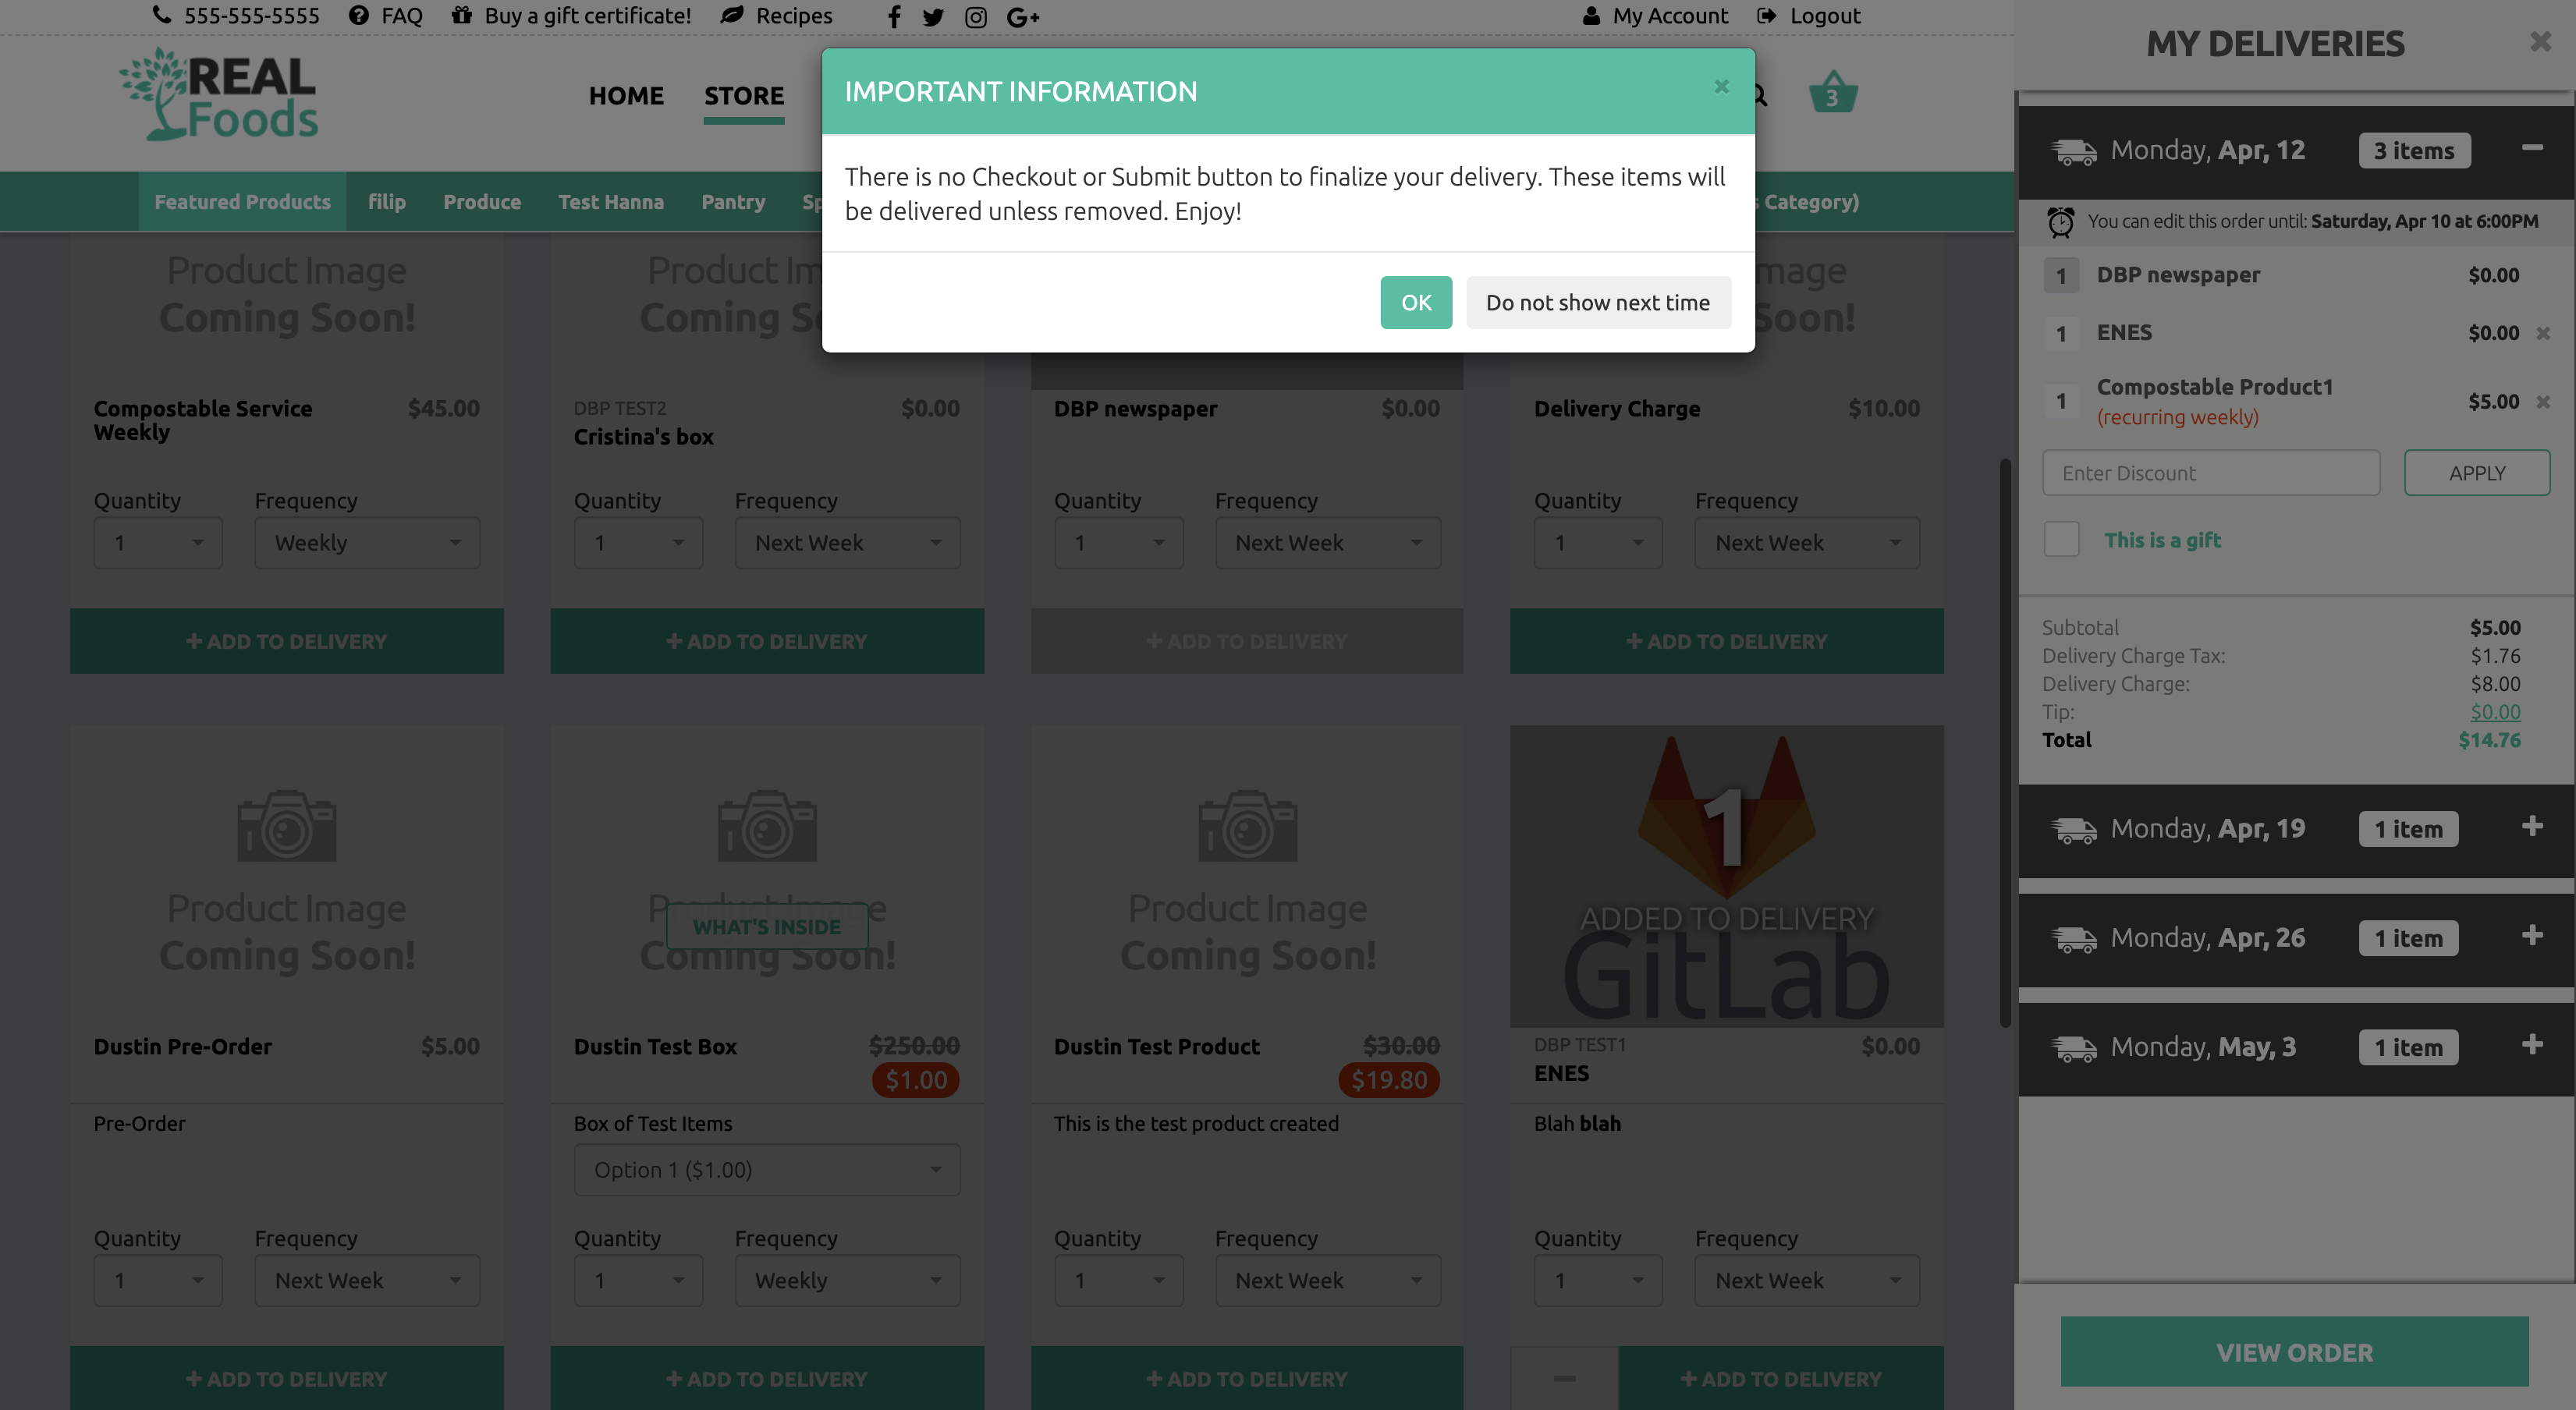 555-555-5555 FAQ Buy a gift certificate! Recipes
My Account Logout
REAL
Foods
HOME STORE
3
Featured Products filip Produce Test Hanna Pantry
Category)
IMPORTANT INFORMATION
There is no Checkout or Submit button to finalize your delivery. These items will
be delivered unless removed. Enjoy!
OK Do not show next time
Product Image
Coming Soon!
Compostable Service
Weekly
$45.00
Quantity Frequency
1 Weekly
+ ADD TO DELIVERY
Product
Coming
DBP TEST2
Cristina's box
$0.00
Quantity Frequency
1 Next Week
+ ADD TO DELIVERY
DBP newspaper
$0.00
Quantity Frequency
1 Next Week
+ ADD TO DELIVERY
Soon!
Delivery Charge
$10.00
Quantity Frequency
1 Next Week
+ ADD TO DELIVERY
Product Image
Coming Soon!
Dustin Pre-Order
$5.00
Pre-Order
Quantity Frequency
1 Next Week
+ ADD TO DELIVERY
Product Image
WHAT'S INSIDE
Coming Soon!
Dustin Test Box
$250.00
$1.00
Box of Test Items
Option 1 ($1.00)
Quantity Frequency
1 Weekly
+ ADD TO DELIVERY
Product Image
Coming Soon!
Dustin Test Product
$30.00
$19.80
This is the test product created
Quantity Frequency
1 Next Week
+ ADD TO DELIVERY
1
ADDED TO DELIVERY
GitLab
DBP TEST1
ENES
$0.00
Blah blah
Quantity Frequency
1 Next Week
+ ADD TO DELIVERY
MY DELIVERIES
Monday, Apr, 12 3 items
You can edit this order until: Saturday, Apr 10 at 6:00PM
1 DBP newspaper $0.00
1 ENES $0.00
1 Compostable Product1 $5.00
(recurring weekly)
Enter Discount APPLY
This is a gift
Subtotal $5.00
Delivery Charge Tax: $1.76
Delivery Charge: $8.00
Tip: $0.00
Total $14.76
Monday, Apr, 19 1 item
Monday, Apr, 26 1 item
Monday, May, 3 1 item
VIEW ORDER